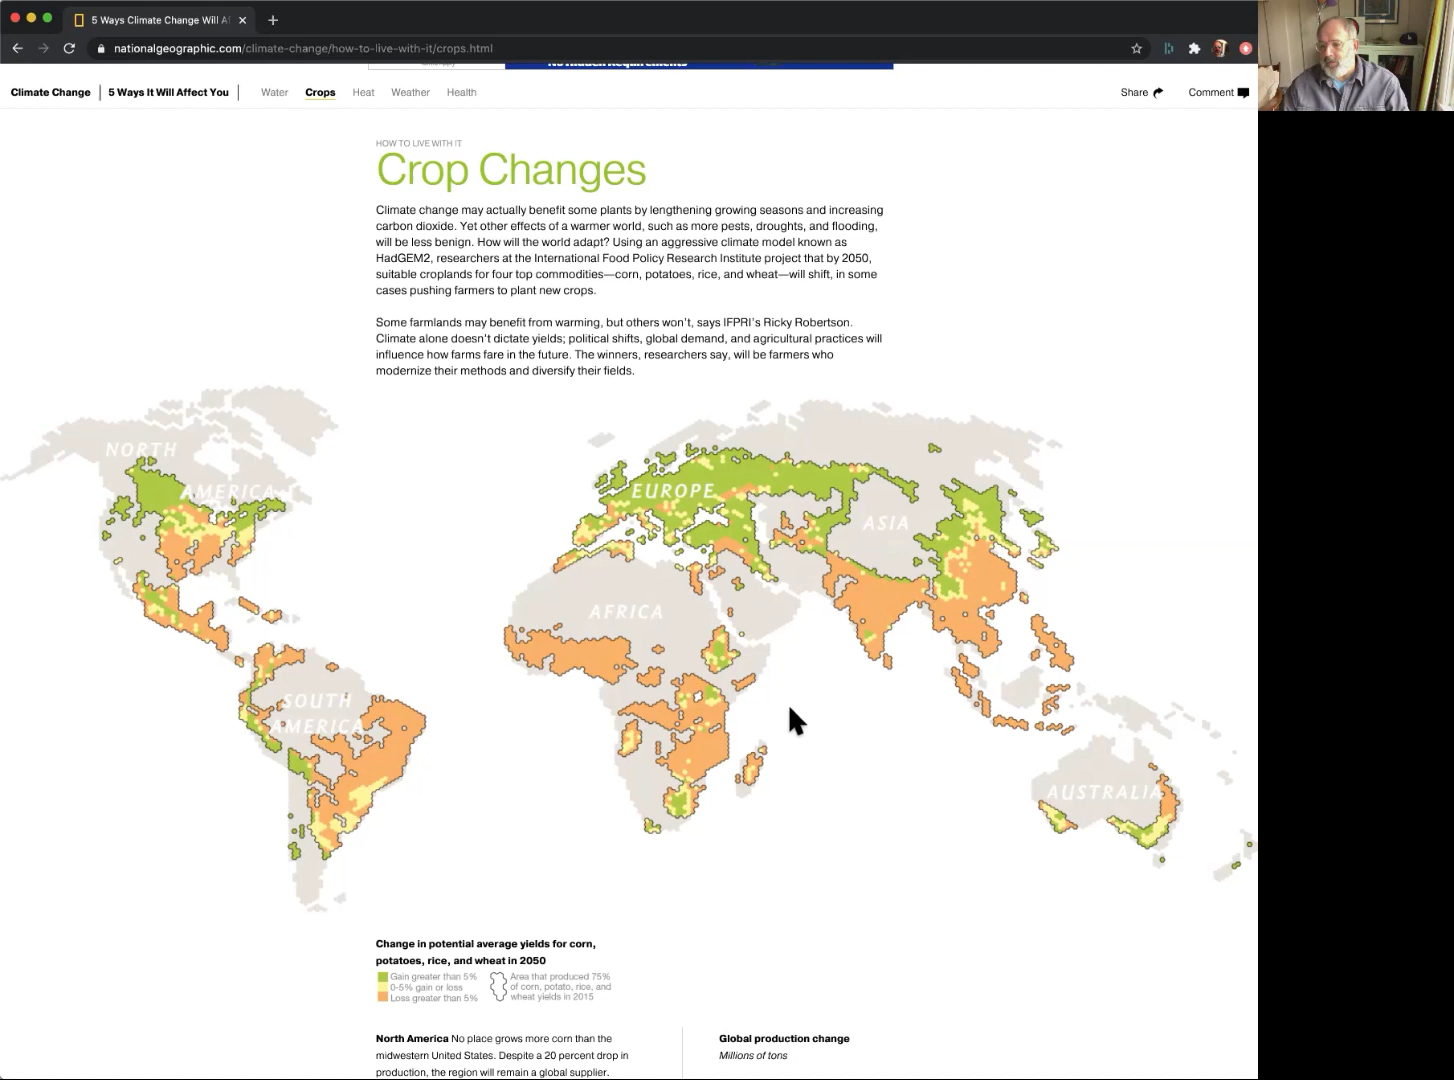 5 Ways Climate Change Will Af
nationalgeographic.com/climate-change/how-to-live-with-it/crops.html
No Hidden Requirements
Climate Change | 5 Ways It Will Affect You | Water Crops Heat Weather Health Share Comment
HOW TO LIVE WITH IT
Crop Changes
Climate change may actually benefit some plants by lengthening growing seasons and increasing
carbon dioxide. Yet other effects of a warmer world, such as more pests, droughts, and flooding,
will be less benign. How will the world adapt? Using an aggressive climate model known as
HadGEM2, researchers at the International Food Policy Research Institute project that by 2050,
suitable croplands for four top commodities—corn, potatoes, rice, and wheat—will shift, in some
cases pushing farmers to plant new crops.
Some farmlands may benefit from warming, but others won't, says IFPRI's Ricky Robertson.
Climate alone doesn't dictate yields; political shifts, global demand, and agricultural practices will
influence how farms fare in the future. The winners, researchers say, will be farmers who
modernize their methods and diversify their fields.
NORTH
AMERICA
EUROPE
ASIA
AFRICA
SOUTH
AMERICA
AUSTRALIA
Change in potential average yields for corn,
potatoes, rice, and wheat in 2050
Gain greater than 5%
0-5% gain or loss
Loss greater than 5%
Area that produced 75%
of corn, potato, rice, and
wheat yields in 2015
North America No place grows more corn than the
midwestern United States. Despite a 20 percent drop in
production, the region will remain a global supplier.
Global production change
Millions of tons